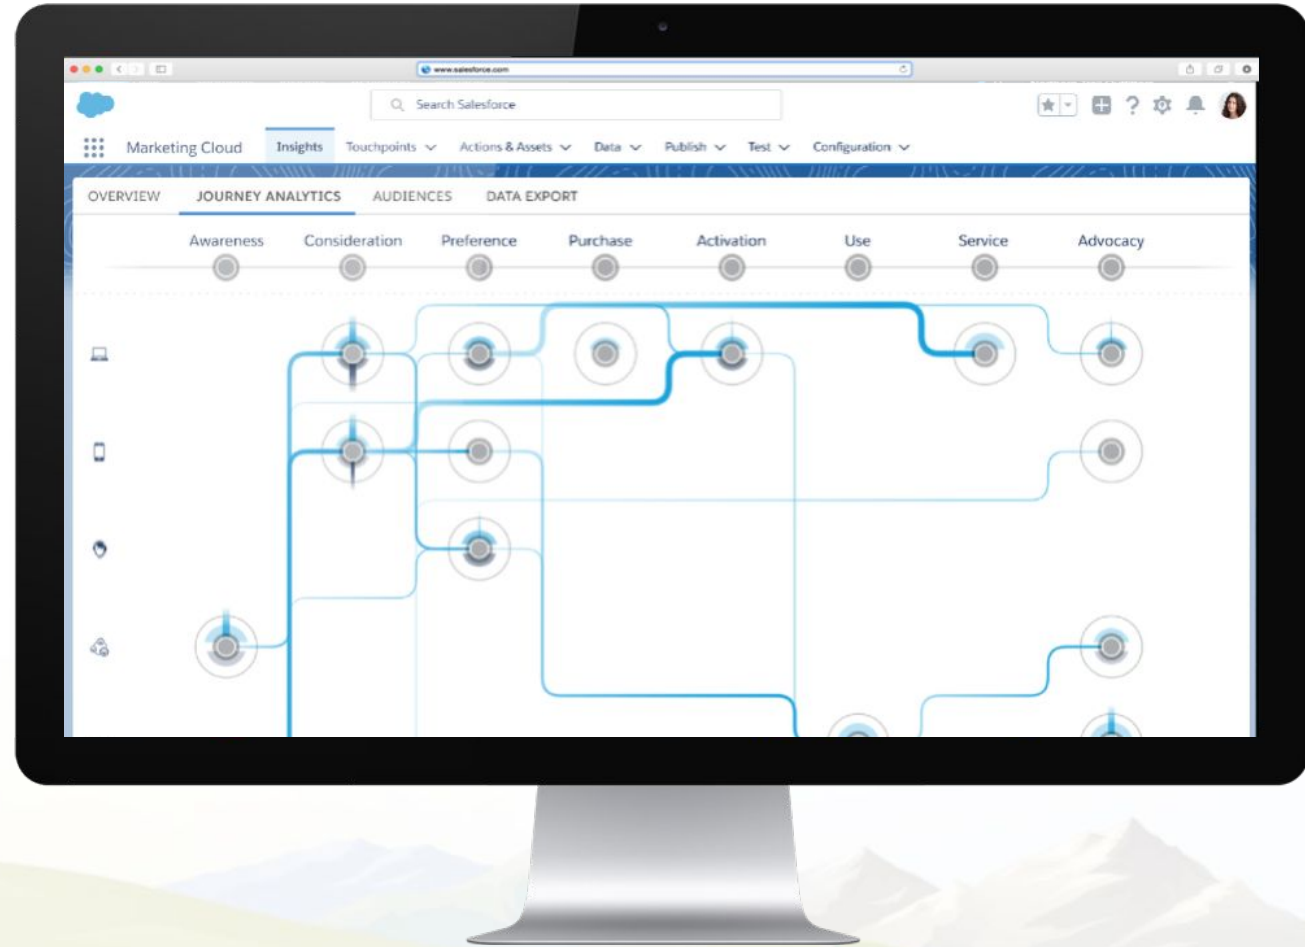 www.salesforce.com
Search Salesforce
Marketing Cloud Insights Touchpoints Actions & Assets Data Publish Test Configuration
OVERVIEW JOURNEY ANALYTICS AUDIENCES DATA EXPORT
Awareness Consideration Preference Purchase Activation Use Service Advocacy